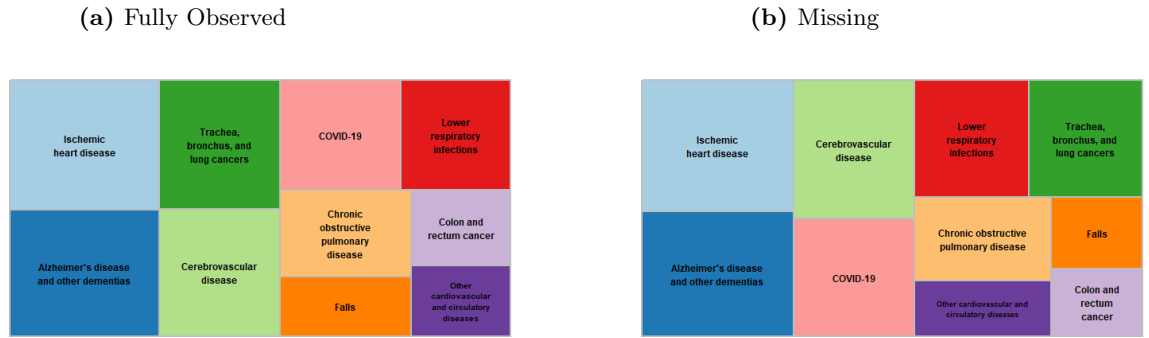 (a) Fully Observed
Ischemic
heart disease
Trachea,
bronchus, and
lung cancers
COVID-19
Lower
respiratory
infections
Alzheimer's disease
and other dementias
Cerebrovascular
disease
Chronic
obstructive
pulmonary
disease
Colon and
rectum cancer
Falls
Other
cardiovascular
and circulatory
diseases
(b) Missing
Ischemic
heart disease
Cerebrovascular
disease
Lower
respiratory
infections
Trachea,
bronchus, and
lung cancers
Alzheimer's disease
and other dementias
COVID-19
Chronic obstructive
pulmonary disease
Falls
Other cardiovascular and
circulatory diseases
Colon and
rectum
cancer